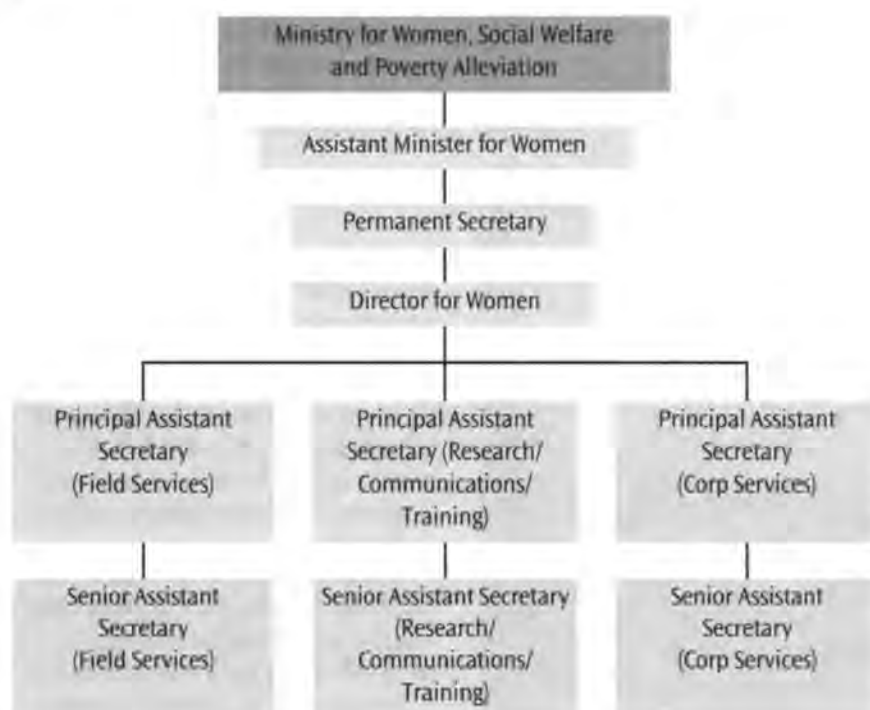 Ministry for Women, Social Welfare
and Poverty Alleviation
Assistant Minister for Women
Permanent Secretary
Director for Women
Principal Assistant
Secretary
(Field Services)
Principal Assistant
Secretary (Research/
Communications/
Training)
Principal Assistant
Secretary
(Corp Services)
Senior Assistant
Secretary
(Field Services)
Senior Assistant Secretary
(Research/
Communications/
Training)
Senior Assistant
Secretary
(Corp Services)